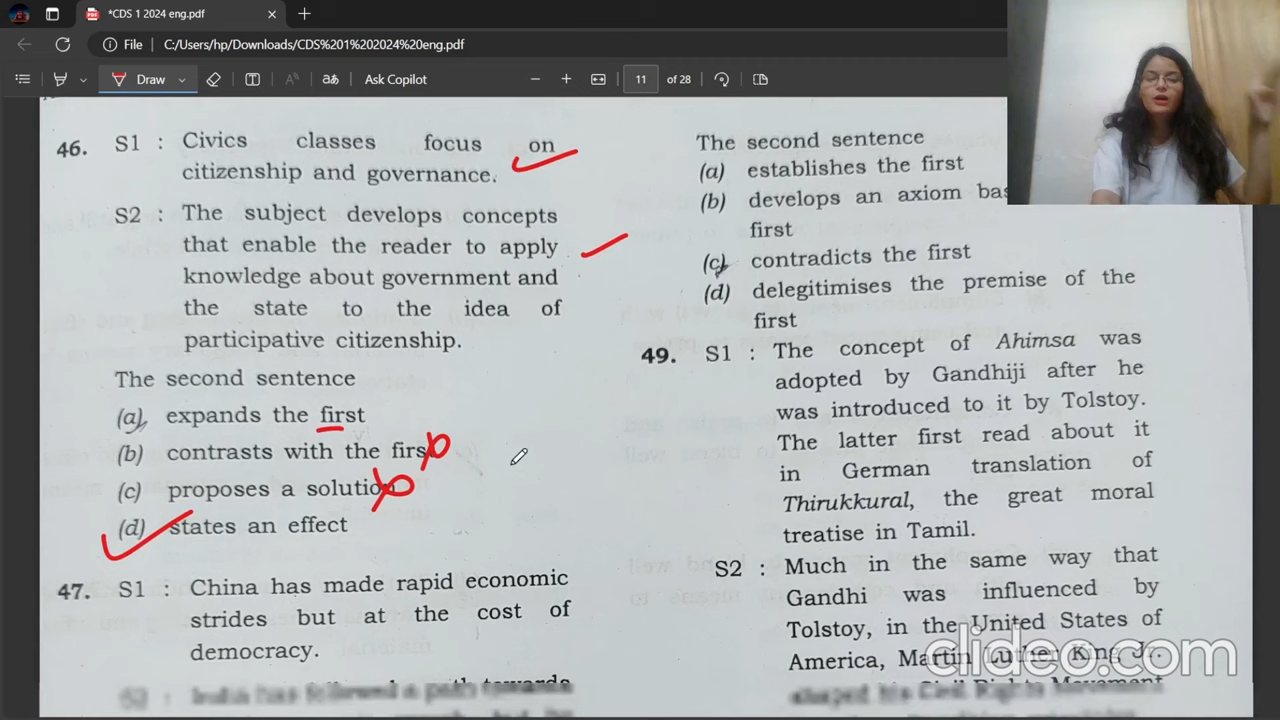 *CDS 1 2024 eng.pdf
File
C:/Users/hp/Downloads/CDS%201%202024%20eng.pdf
Draw
Ask Copilot
11
of 28
46. S1 : Civics classes focus on
citizenship and governance.
S2 : The subject develops concepts
that enable the reader to apply
knowledge about government and
the state to the idea of
participative citizenship.
The second sentence
(a) expands the first
(b) contrasts with the first
(c) proposes a solution
(d) states an effect
47. S1 : China has made rapid economic
strides but at the cost of
democracy.
The second sentence
(a) establishes the first
(b) develops an axiom
first
(c) contradicts the first
(d) delegitimises the premise of the
first
49. S1 : The concept of Ahimsa was
adopted by Gandhiji after he
was introduced to it by Tolstoy.
The latter first read about it
in German translation of
Thirukkural, the great moral
treatise in Tamil.
S2 : Much in the same way that
Gandhi was influenced by
Tolstoy, in the United States of
America, Martin Luther King Jr.
shaped his Civil Rights Movement
clideo.com